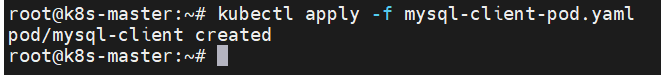 root@k8s-master:~# kubectl apply -f mysql-client-pod.yaml
pod/mysql-client created
root@k8s-master:~#